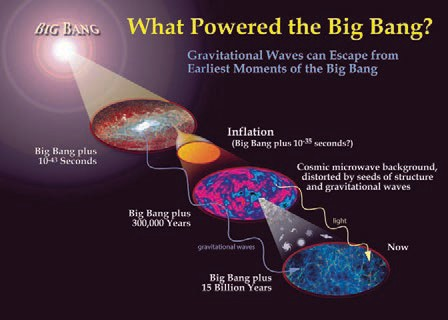 BIG BANG
What Powered the Big Bang?
Gravitational Waves can Escape from
Earliest Moments of the Big Bang
Inflation
(Big Bang plus 10⁻³⁵ seconds?)
Big Bang plus
10⁻⁴³ Seconds
Cosmic microwave background,
distorted by seeds of structure
and gravitational waves
Big Bang plus
300,000 Years
light
gravitational waves
Now
Big Bang plus
15 Billion Years